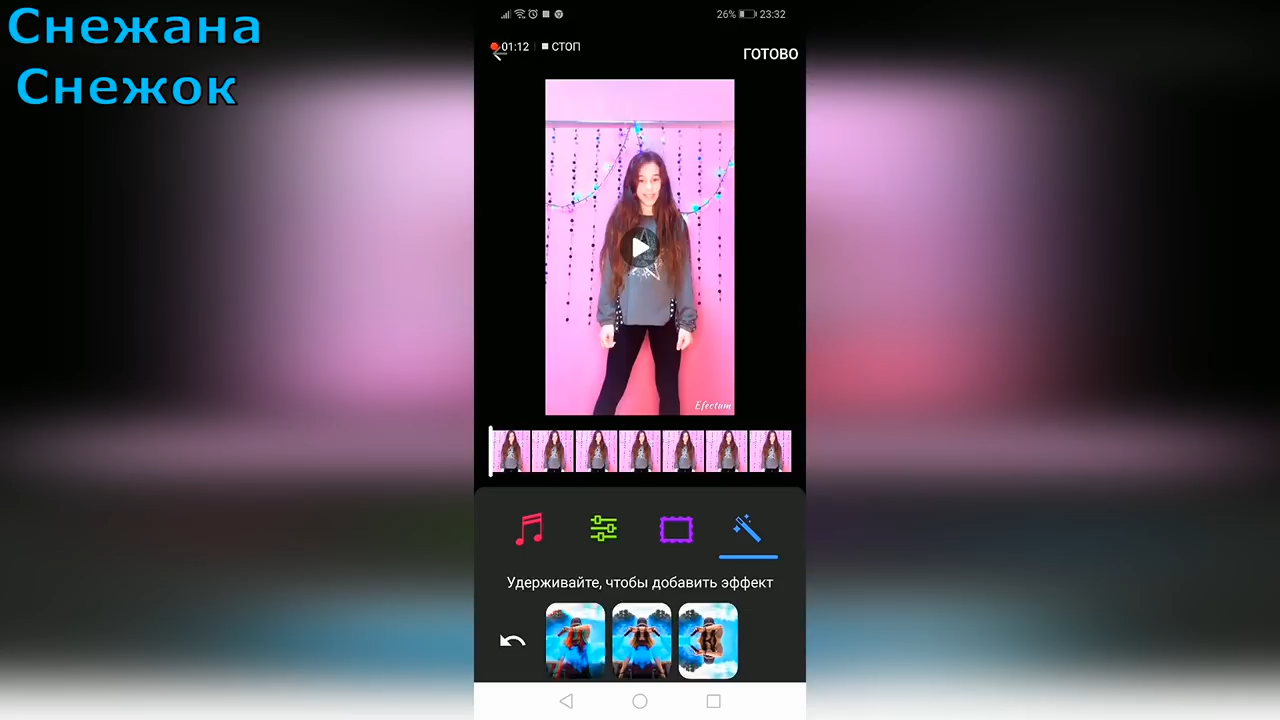 Снежана
Снежок
26% 23:32
01:12 СТОП
ГОТОВО
Efectum
Удерживайте, чтобы добавить эффект